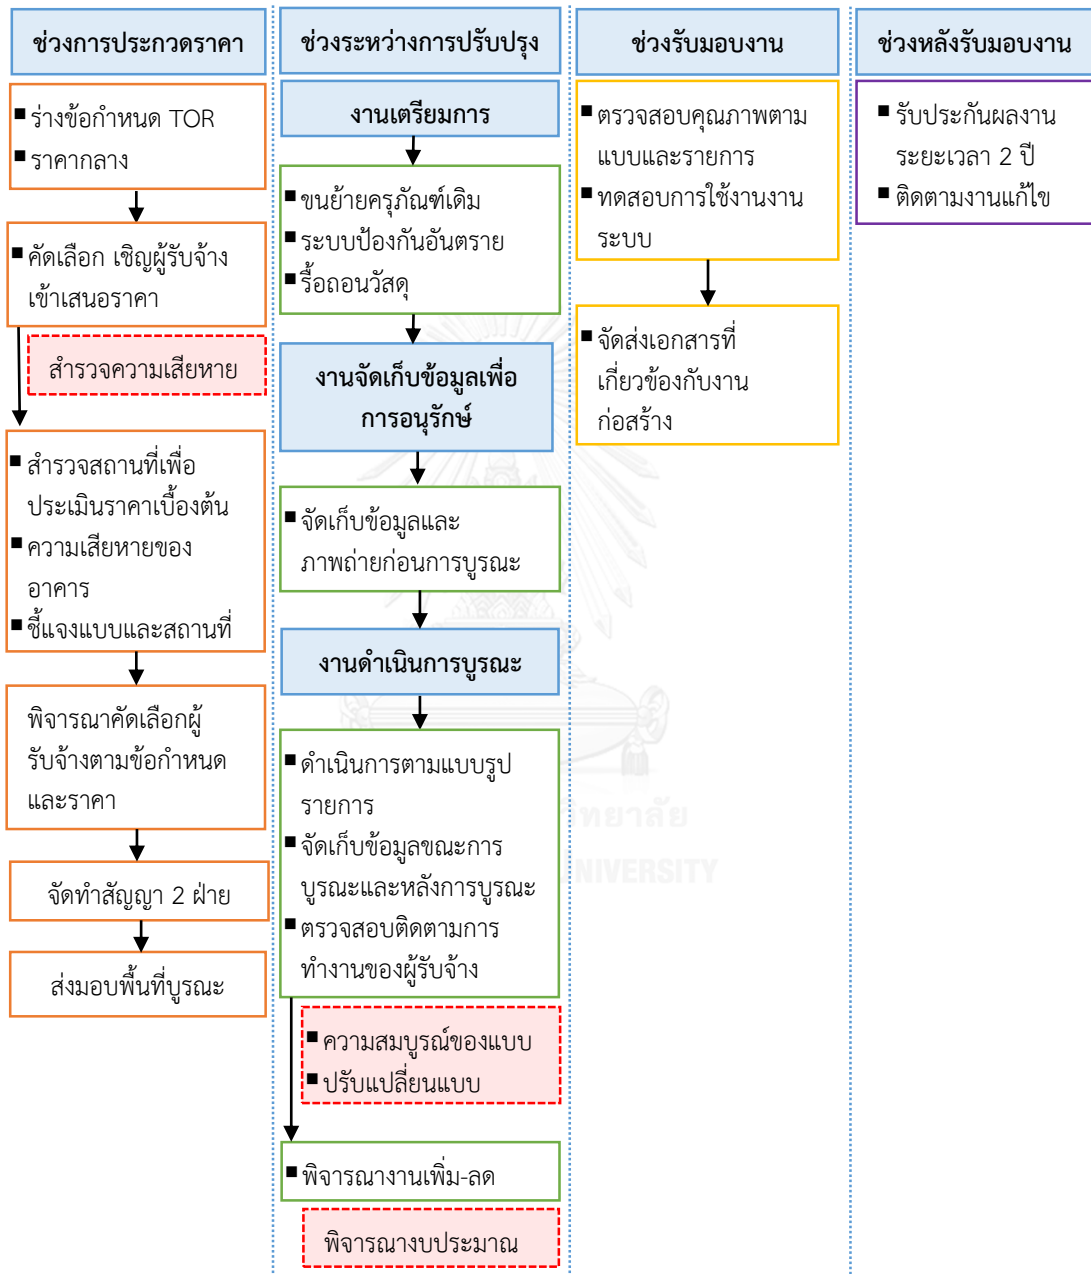 ช่วงการประกวดราคา
■ ร่างข้อกำหนด TOR
■ ราคากลาง
■ คัดเลือก เชิญผู้รับจ้าง
เข้าเสนอราคา
สำรวจความเสียหาย
■ สำรวจสถานที่เพื่อ
ประเมินราคาเบื้องต้น
■ ความเสียหายของ
อาคาร
■ ชี้แจงแบบและสถานที่
พิจารณาคัดเลือกผู้
รับจ้างตามข้อกำหนด
และราคา
จัดทำสัญญา 2 ฝ่าย
ส่งมอบพื้นที่บูรณะ
ช่วงระหว่างการปรับปรุง
งานเตรียมการ
■ ขนย้ายครุภัณฑ์เดิม
■ ระบบป้องกันอันตราย
■ รื้อถอนวัสดุ
งานจัดเก็บข้อมูลเพื่อ
การอนุรักษ์
■ จัดเก็บข้อมูลและ
ภาพถ่ายก่อนการบูรณะ
งานดำเนินการบูรณะ
■ ดำเนินการตามแบบรูป
รายการ
■ จัดเก็บข้อมูลขณะการ
บูรณะและหลังการบูรณะ
■ ตรวจสอบติดตามการ
ทำงานของผู้รับจ้าง
■ ความสมบูรณ์ของแบบ
■ ปรับแปลี่ยนแบบ
■ พิจารณางานเพิ่ม-ลด
พิจารณางบประมาณ
ช่วงรับมอบงาน
■ ตรวจสอบคุณภาพตาม
แบบและรายการ
■ ทดสอบการใช้งานงาน
ระบบ
■ จัดส่งเอกสารที่
เกี่ยวข้องกับงาน
ก่อสร้าง
ช่วงหลังรับมอบงาน
■ รับประกันผลงาน
ระยะเวลา 2 ปี
■ ติดตามงานแก้ไข